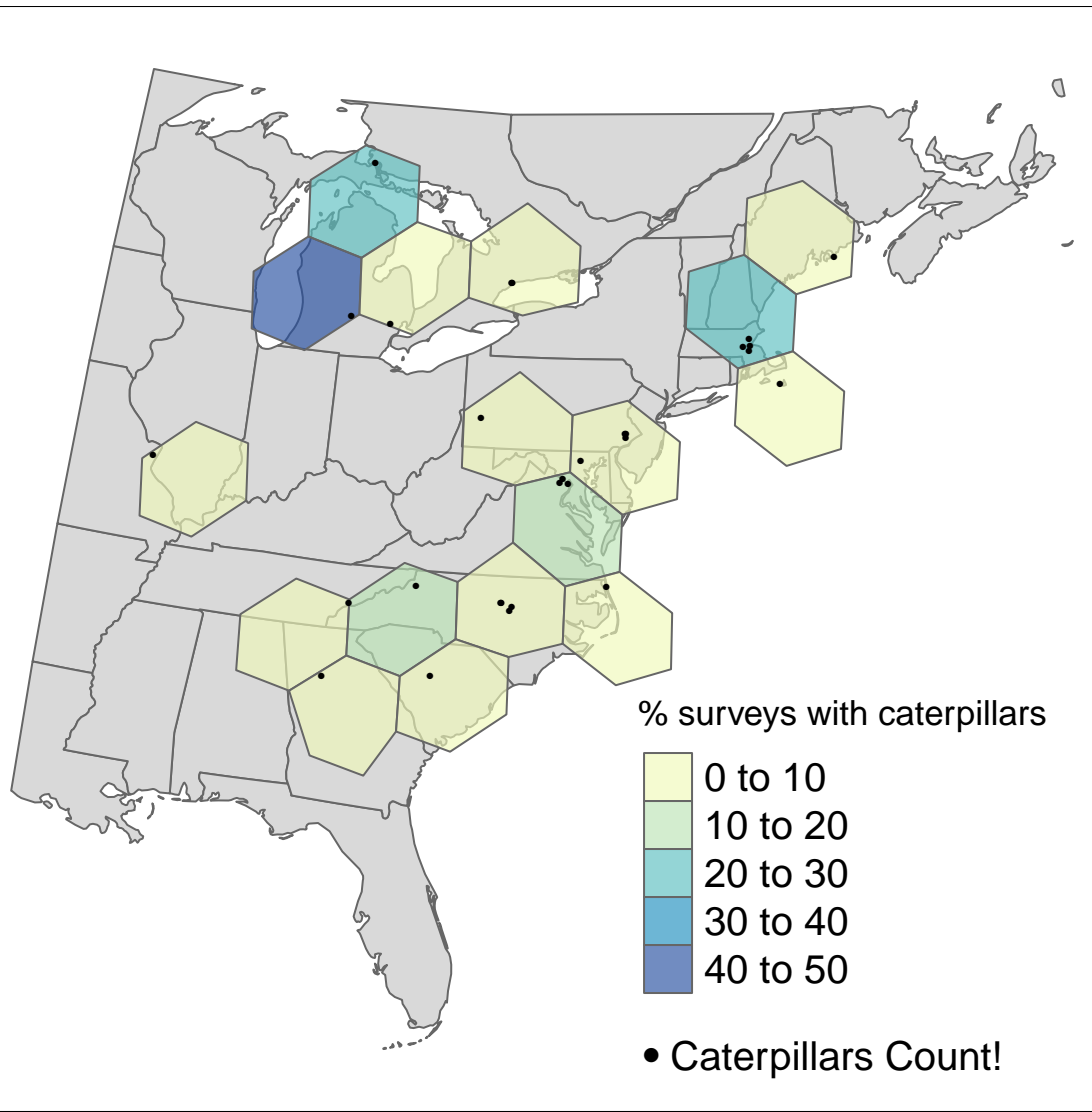 % surveys with caterpillars
0 to 10
10 to 20
20 to 30
30 to 40
40 to 50
Caterpillars Count!